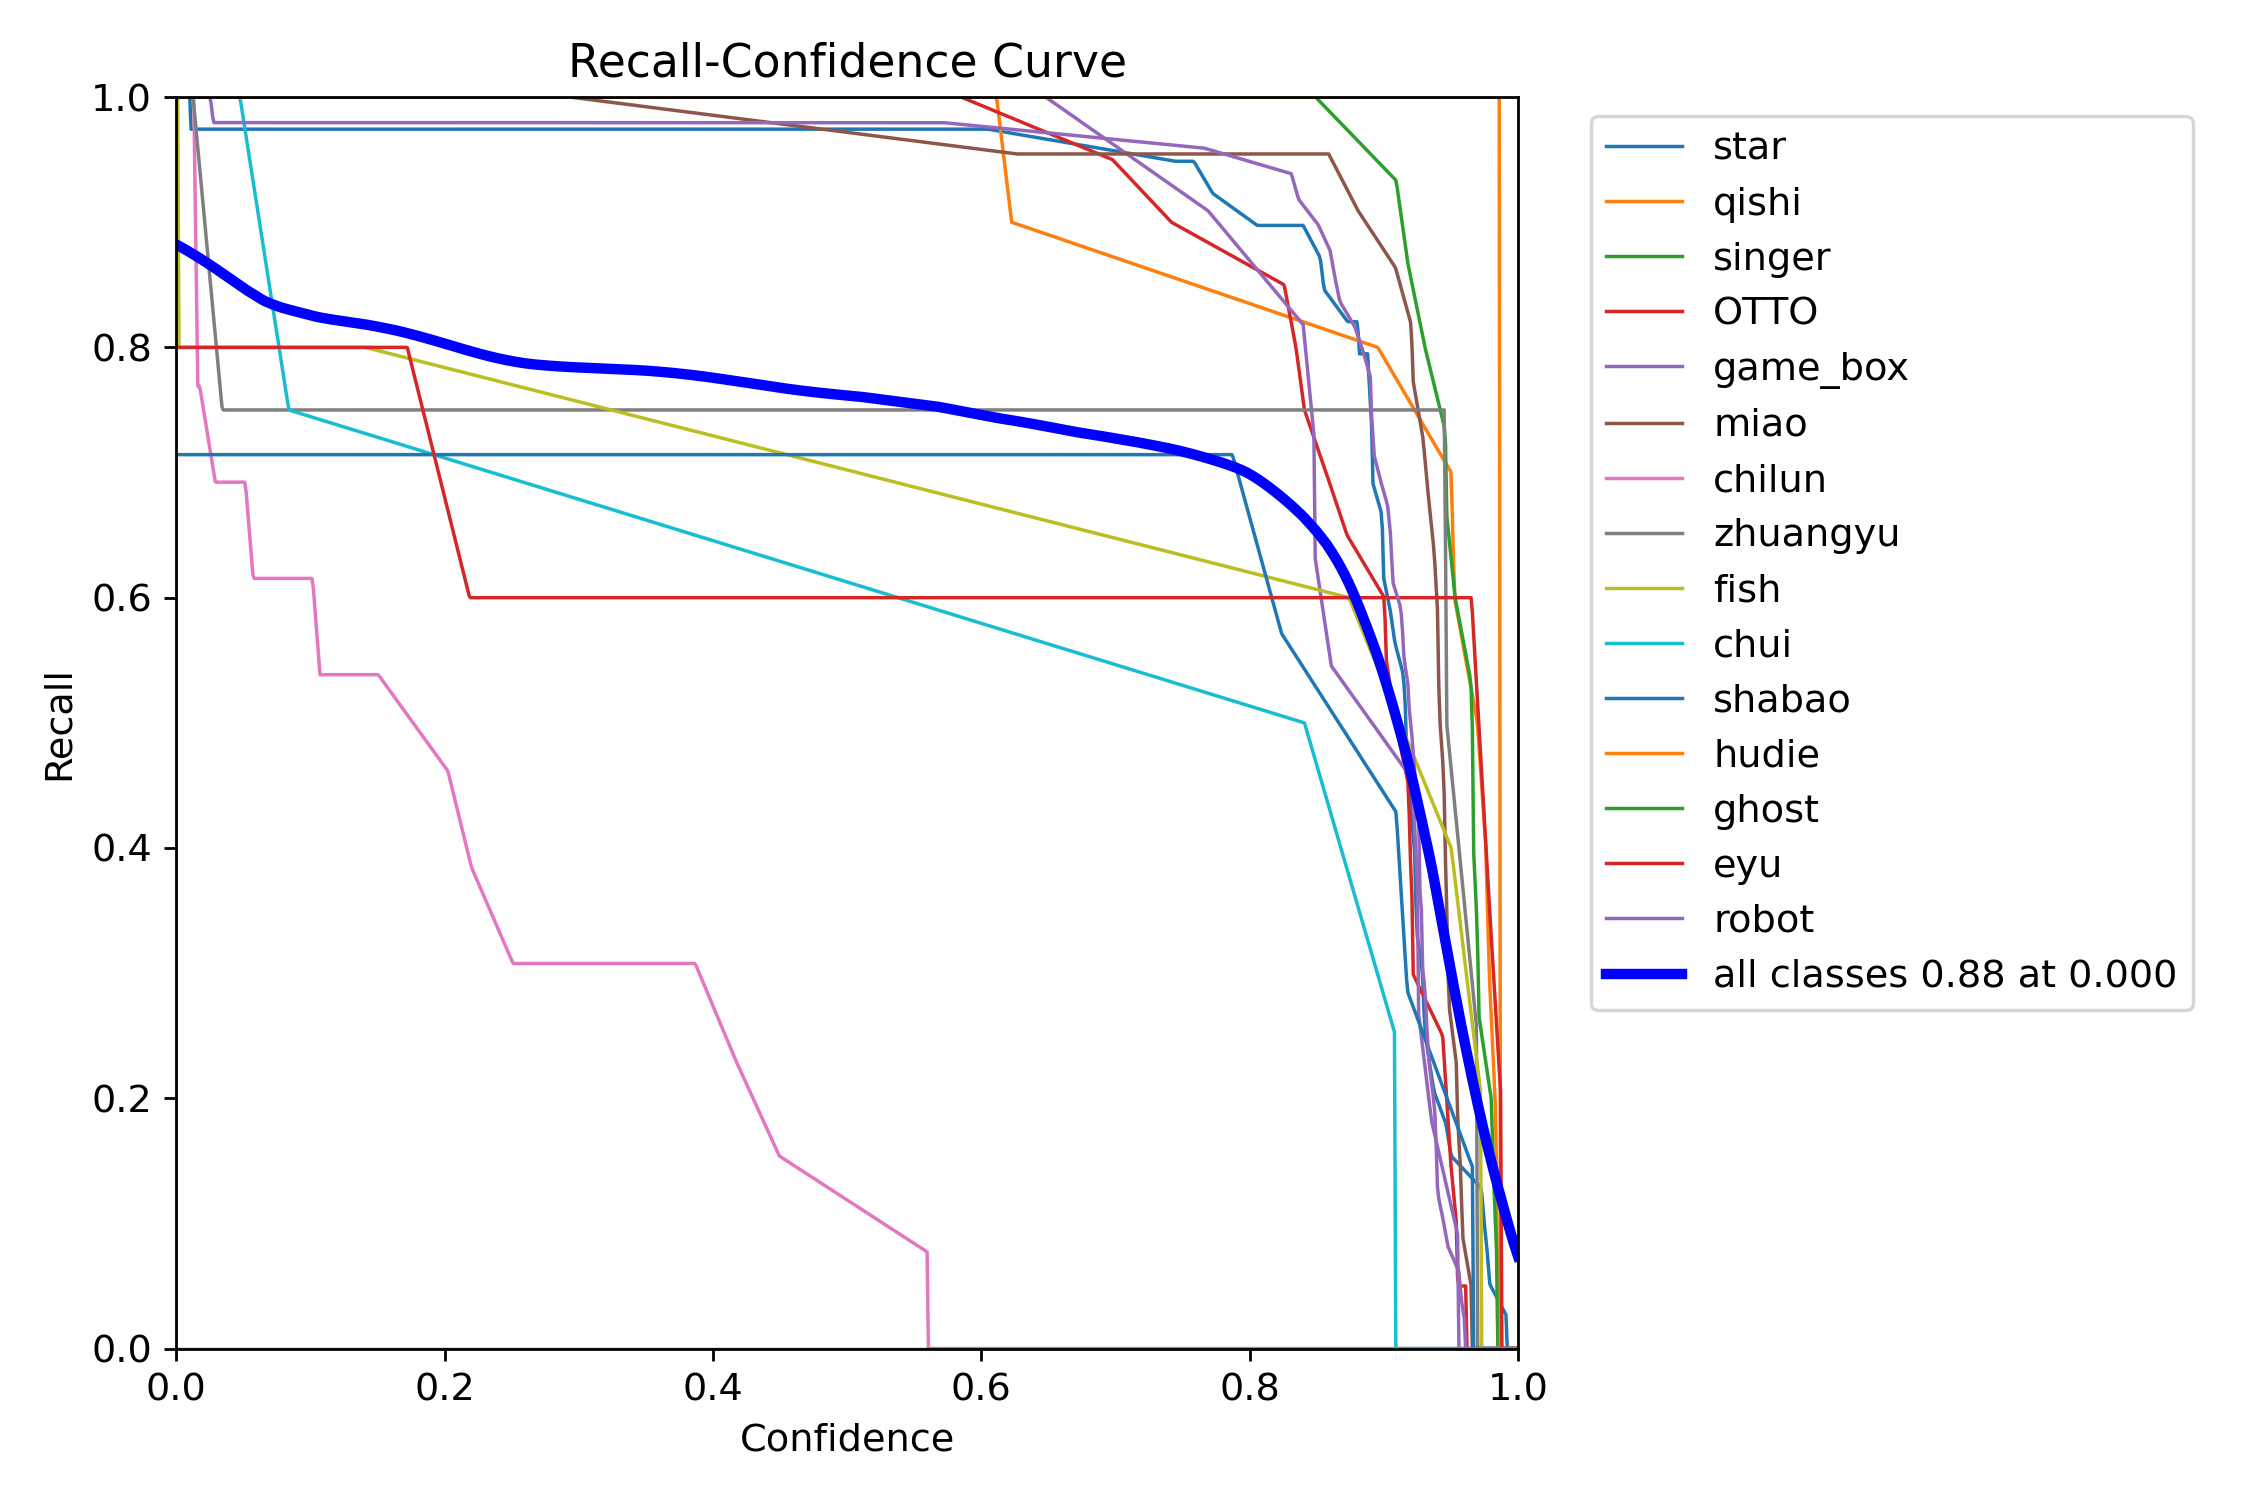 Recall-Confidence Curve
1.0
0.8
0.6
0.4
0.2
0.0
Recall
0.0 0.2 0.4 0.6 0.8 1.0
Confidence
star
qishi
singer
OTTO
game_box
miao
chilun
zhuangyu
fish
chui
shabao
hudie
ghost
eyu
robot
all classes 0.88 at 0.000